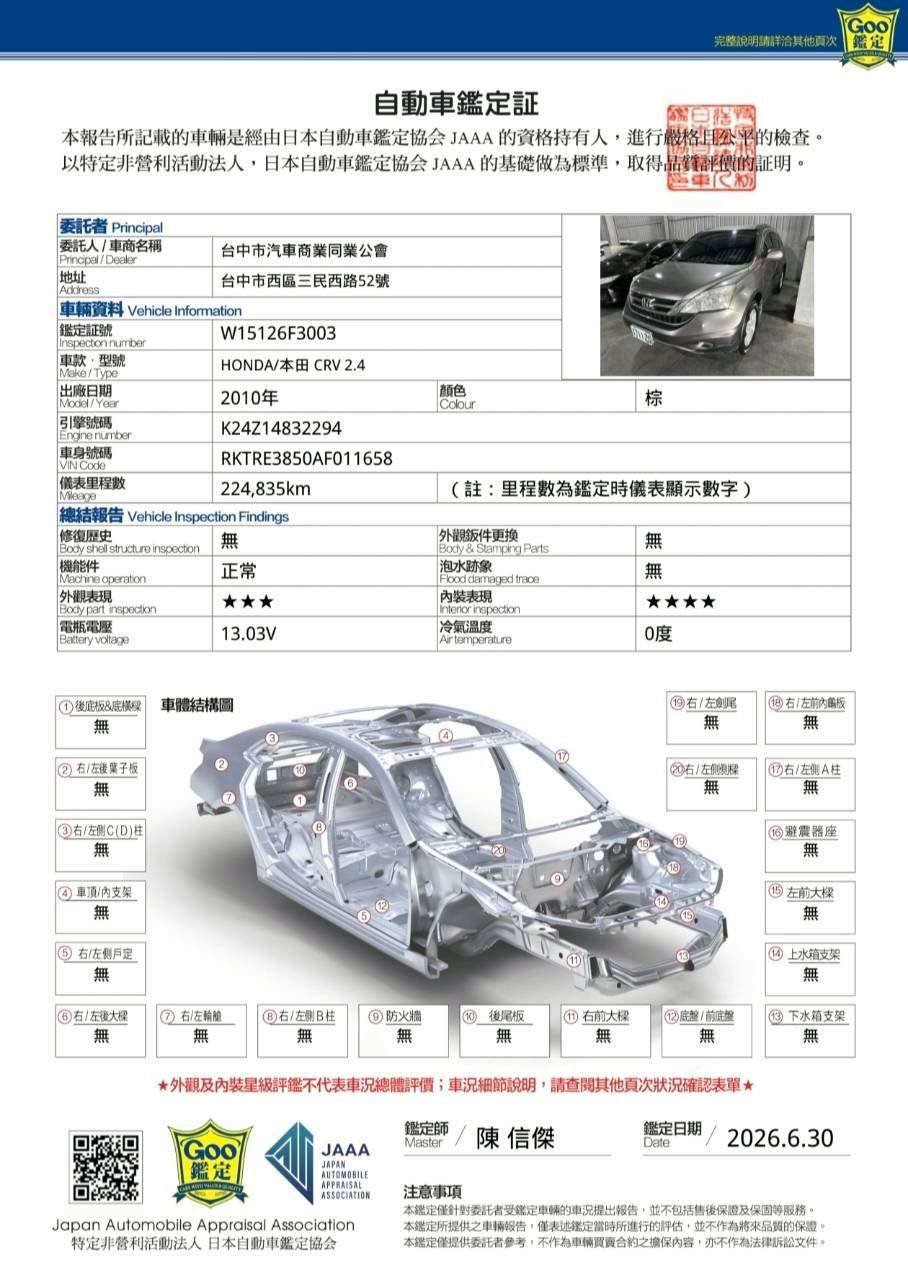 完整說明請詳洽其他頁次
Goo
鑑定
自動車鑑定証
本報告所記載的車輛是經由日本自動車鑑定協会 JAAA 的資格持有人，進行嚴格且公平的檢查。
以特定非營利活動法人，日本自動車鑑定協会 JAAA 的基礎做為標準，取得品質評價的証明。
委託者 Principal
委託人 / 車商名稱 台中市汽車商業同業公會
Principal / Dealer
地址 台中市西區三民西路52號
Address
車輛資料 Vehicle Information
鑑定証號 W15126F3003
Inspection number
車款 · 型號 HONDA/本田 CRV 2.4
Make / Type
出廠日期 2010年 顏色 棕
Model / Year Colour
引擎號碼 K24Z14832294
Engine number
車身號碼 RKTRE3850AF011658
VIN Code
儀表里程數 224,835km （註：里程數為鑑定時儀表顯示數字）
Mileage
總結報告 Vehicle Inspection Findings
修復歷史 無 外觀鈑件更換 無
Body shell structure inspection Body & Stamping Parts
機能件 正常 泡水跡象 無
Machine operation Flood damaged trace
外觀表現 ★★★ 內裝表現 ★★★★
Body part inspection Interior inspection
電瓶電壓 13.03V 冷氣溫度 0度
Battery voltage Air temperature
車體結構圖
①後底板&底橫樑
無
②右/左後葉子板
無
③右/左側C(D)柱
無
④車頂/內支架
無
⑤右/左側戶定
無
⑥右/左後大樑
無
⑦右/左輪艙
無
⑧右/左側B柱
無
⑨防火牆
無
⑩後尾板
無
⑪右前大樑
無
⑫底盤/前底盤
無
⑬下水箱支架
無
⑭上水箱支架
無
⑮左前大樑
無
⑯避震器座
無
⑰右/左側A柱
無
⑱右/左前內龜板
無
⑲右/左劍尾
無
⑳右/左側側樑
無
★外觀及內裝星級評鑑不代表車況總體評價；車況細節說明，請查閱其他頁次狀況確認表單★
Goo
鑑定
JAAA
JAPAN
AUTOMOBILE
APPRAISAL
ASSOCIATION
Japan Automobile Appraisal Association
特定非營利活動法人 日本自動車鑑定協会
鑑定師 / 陳 信傑
Master
鑑定日期 / 2026.6.30
Date
注意事項
本鑑定僅針對委託者受鑑定車輛的車況提出報告，並不包括售後保證及保固等服務。
本鑑定所提供之車輛報告，僅表述鑑定當時所進行的評估，並不作為將來品質的保證。
本鑑定僅提供委託者參考，不作為車輛買賣合約之擔保內容，亦不作為法律訴訟文件。